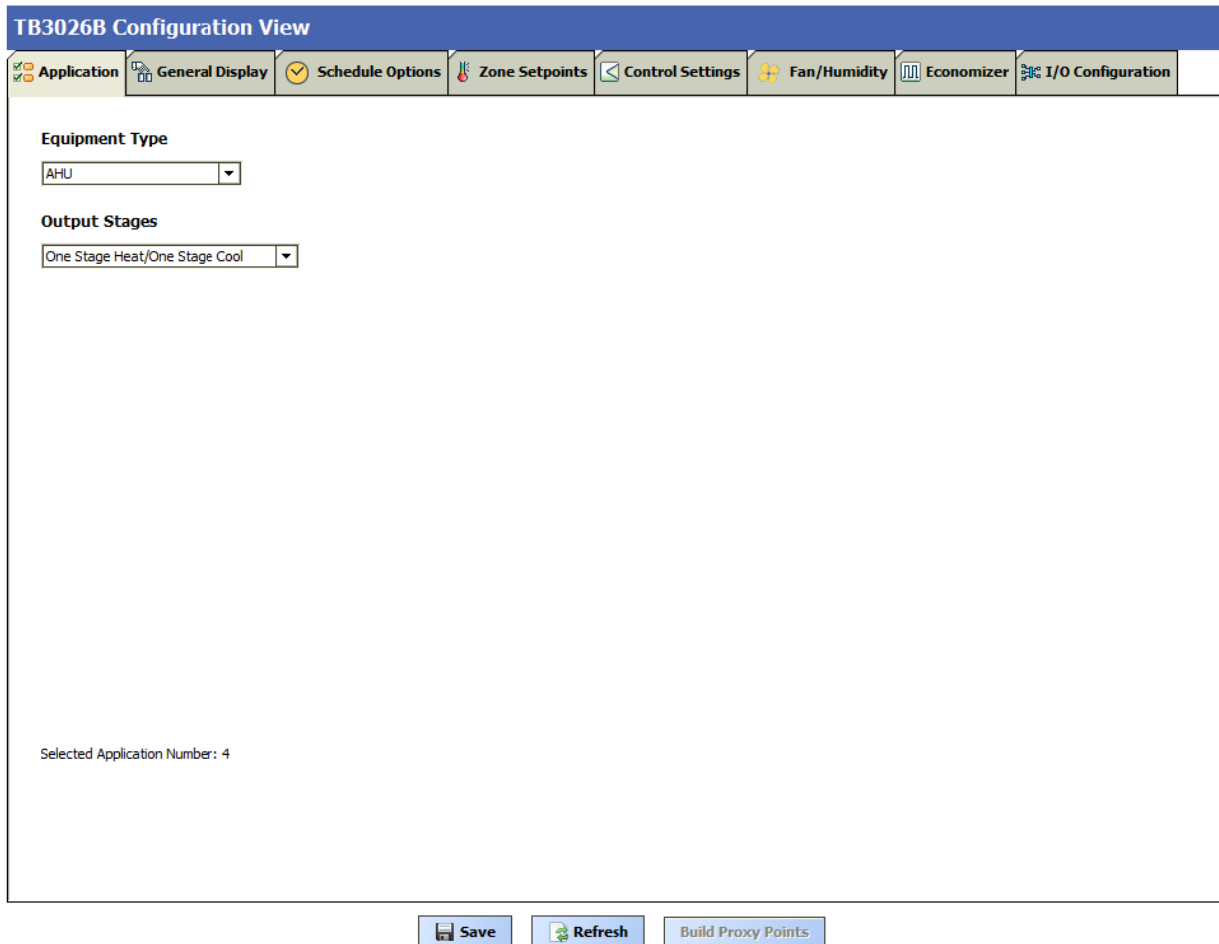 TB3026B Configuration View
Application General Display Schedule Options Zone Setpoints Control Settings Fan/Humidity Economizer I/O Configuration
Equipment Type
AHU
Output Stages
One Stage Heat/One Stage Cool
Selected Application Number: 4
Save Refresh Build Proxy Points